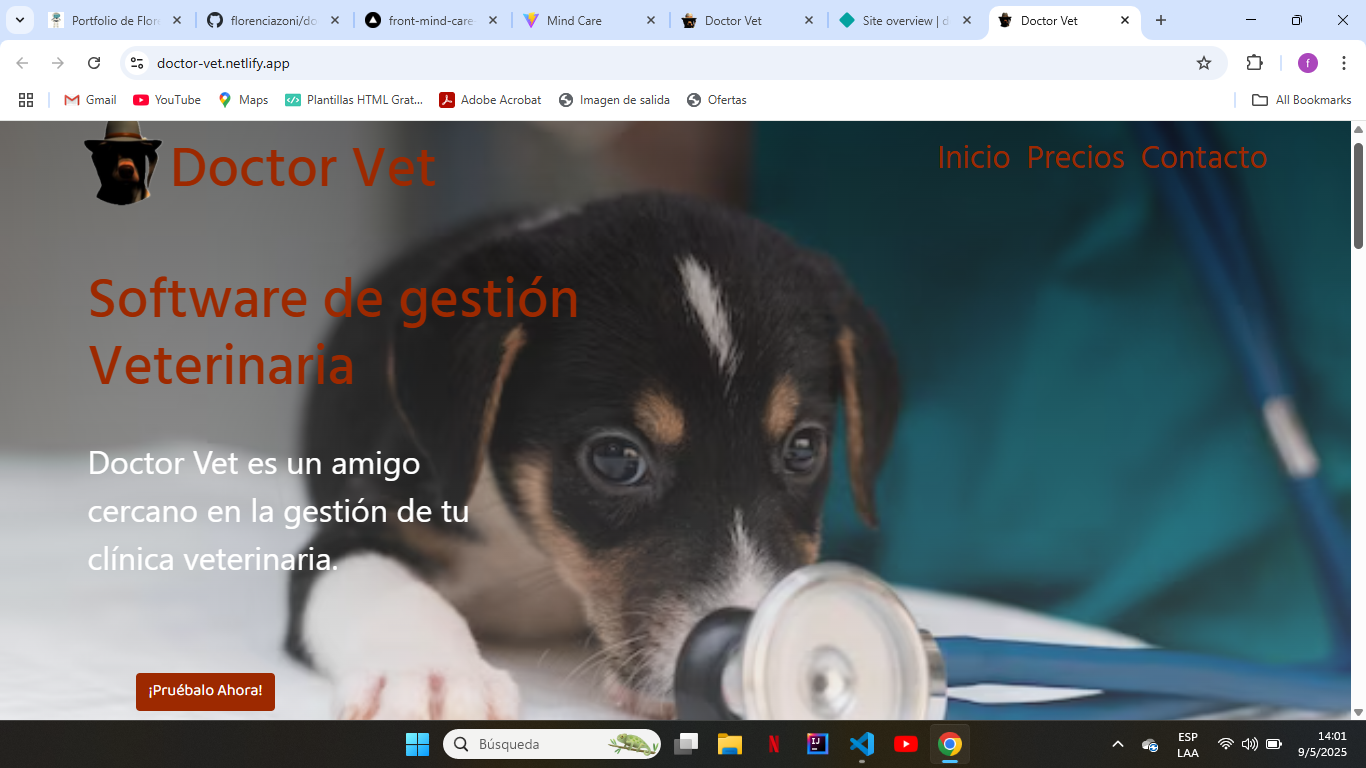 Portfolio de Flore
florenciazoni/do
front-mind-care
Mind Care
Doctor Vet
Site overview | d
Doctor Vet
doctor-vet.netlify.app
f
Gmail
YouTube
Maps
Plantillas HTML Grat...
Adobe Acrobat
Imagen de salida
Ofertas
All Bookmarks
Doctor Vet
Inicio Precios Contacto
Software de gestión
Veterinaria
Doctor Vet es un amigo
cercano en la gestión de tu
clínica veterinaria.
¡Pruébalo Ahora!
Búsqueda
ESP
LAA
14:01
9/5/2025